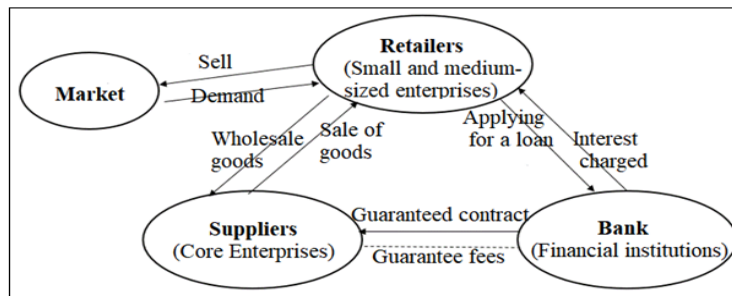 Retailers
(Small and medium-
sized enterprises)
Sell
Market
Demand
Wholesale
goods
Sale of
goods
Applying
for a loan
Interest
charged
Suppliers
(Core Enterprises)
Guaranteed contract
Guarantee fees
Bank
(Financial institutions)